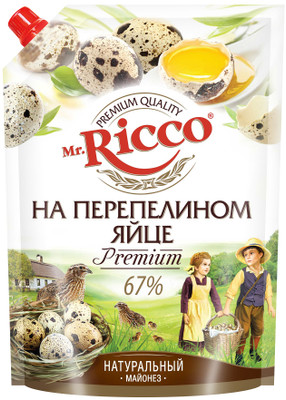 PREMIUM QUALITY
Mr. Ricco®
НА ПЕРЕПЕЛИНОМ
ЯЙЦЕ
Premium
67%
НАТУРАЛЬНЫЙ
• МАЙОНЕЗ •